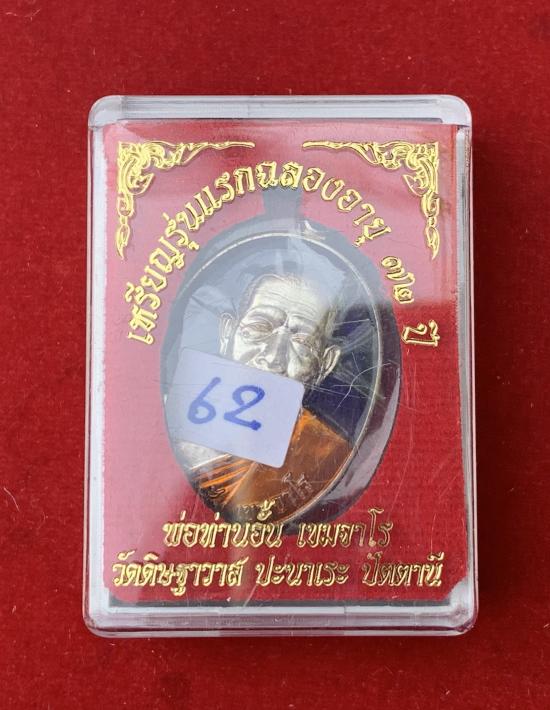 เหรียญรุ่นแรกฉลองอายุ ๗๒ ปี
62
พ่อท่านอั้น เขมจาโร
วัดดิษฐาวาส ปะนาเระ ปัตตานี